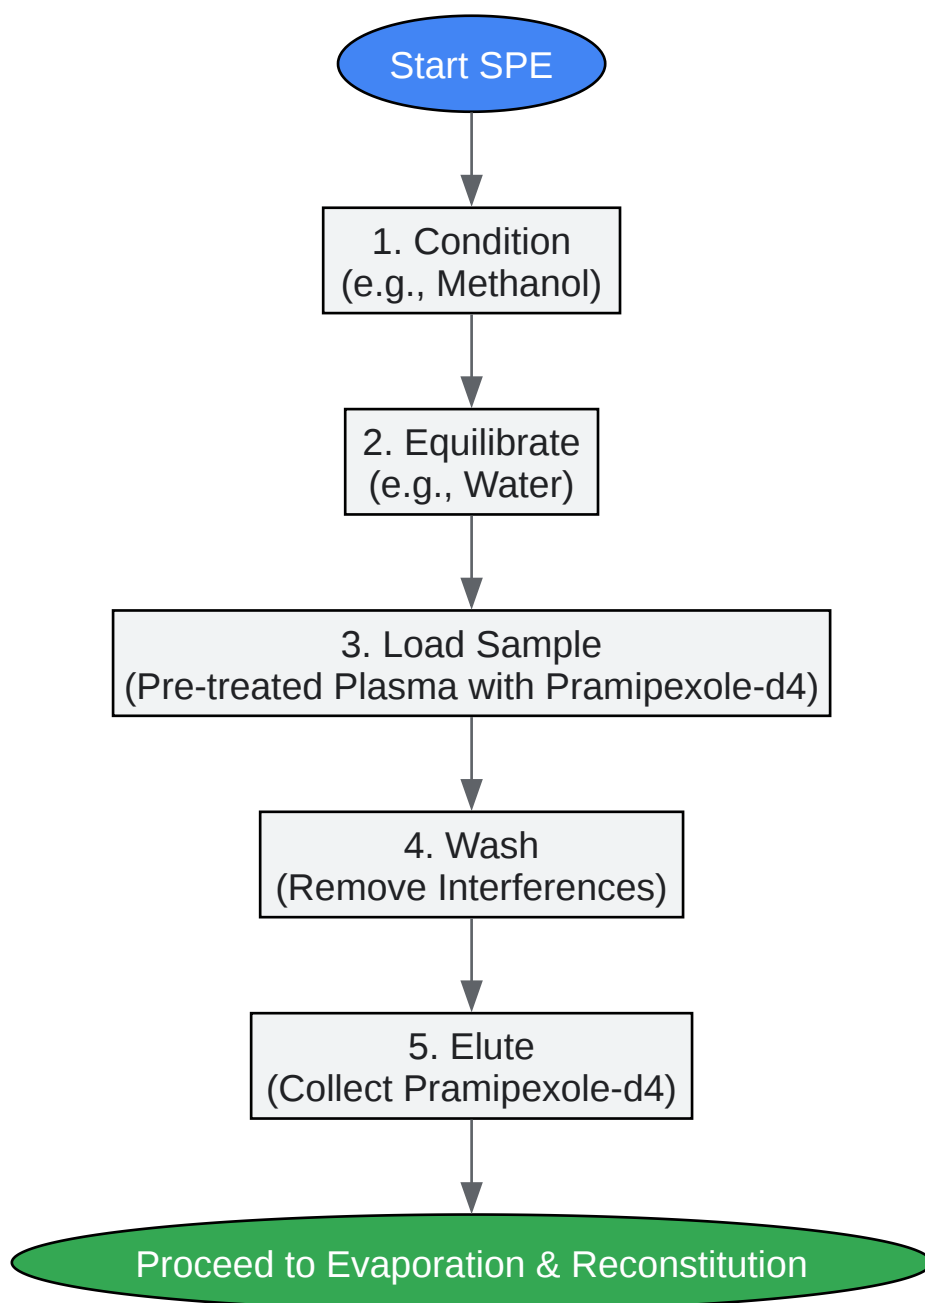 Start SPE
1. Condition
(e.g., Methanol)
2. Equilibrate
(e.g., Water)
3. Load Sample
(Pre-treated Plasma with Pramipexole-d4)
4. Wash
(Remove Interferences)
5. Elute
(Collect Pramipexole-d4)
Proceed to Evaporation & Reconstitution